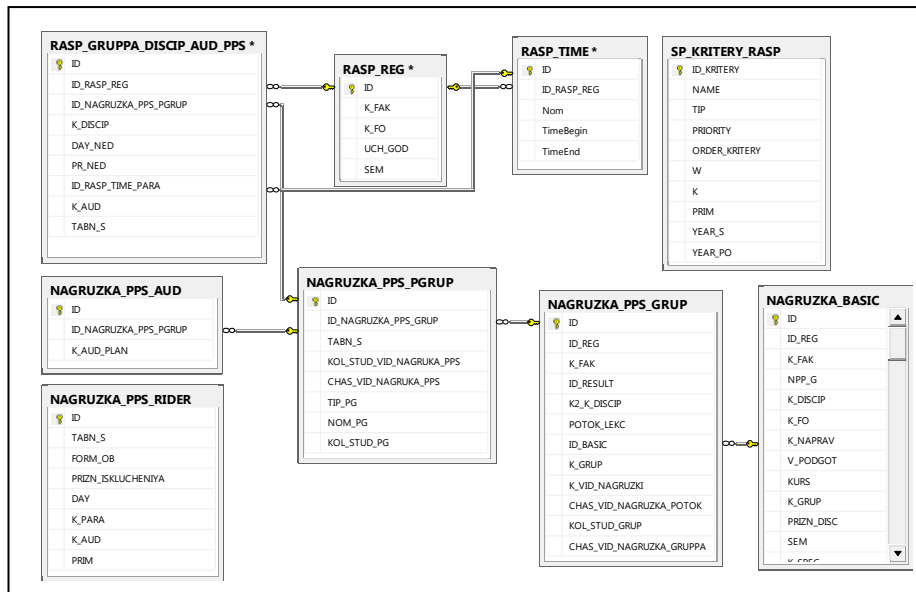 RASP_GRUPPA_DISCIP_AUD_PPS *
ID
ID_RASP_REG
ID_NAGRUZKA_PPS_PGRUP
K_DISCIP
DAY_NED
PR_NED
ID_RASP_TIME_PARA
K_AUD
TABN_S
RASP_REG *
ID
K_FAK
K_FO
UCH_GOD
SEM
RASP_TIME *
ID
ID_RASP_REG
Nom
TimeBegin
TimeEnd
SP_KRITERY_RASP
ID_KRITERY
NAME
TIP
PRIORITY
ORDER_KRITERY
W
K
PRIM
YEAR_S
YEAR_PO
NAGRUZKA_PPS_AUD
ID
ID_NAGRUZKA_PPS_PGRUP
K_AUD_PLAN
NAGRUZKA_PPS_PGRUP
ID
ID_NAGRUZKA_PPS_GRUP
TABN_S
KOL_STUD_VID_NAGRUKA_PPS
CHAS_VID_NAGRUKA_PPS
TIP_PG
NOM_PG
KOL_STUD_PG
NAGRUZKA_PPS_GRUP
ID
ID_REG
K_FAK
ID_RESULT
K2_K_DISCIP
POTOK_LEKC
ID_BASIC
K_GRUP
K_VID_NAGRUZKI
CHAS_VID_NAGRUZKA_POTOK
KOL_STUD_GRUP
CHAS_VID_NAGRUZKA_GRUPPA
NAGRUZKA_BASIC
ID
ID_REG
K_FAK
NPP_G
K_DISCIP
K_FO
K_NAPRAV
V_PODGOT
KURS
K_GRUP
PRIZN_DISC
SEM
NAGRUZKA_PPS_RIDER
ID
TABN_S
FORM_OB
PRIZN_ISKLUCHENIYA
DAY
K_PARA
K_AUD
PRIM